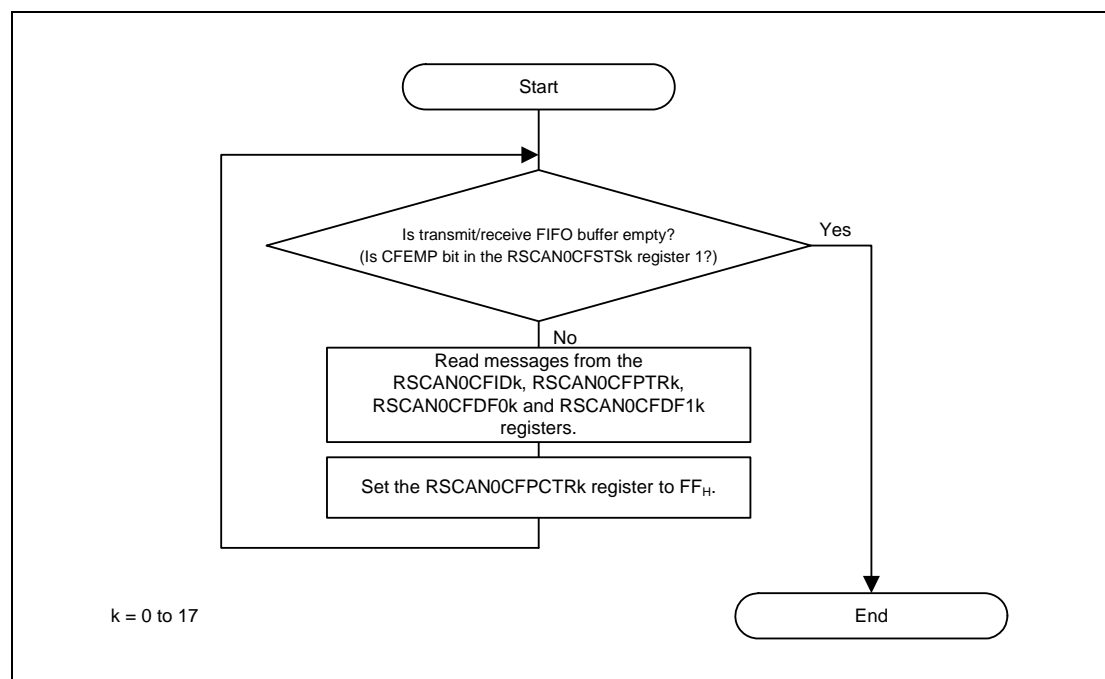 Start
Is transmit/receive FIFO buffer empty?
(Is CFEMP bit in the RSCAN0CFSTSk register 1?)
Yes
No
Read messages from the
RSCAN0CFIDk, RSCAN0CFPTRk,
RSCAN0CFDF0k and RSCAN0CFDF1k
registers.
Set the RSCAN0CFPCTRk register to FFH.
k = 0 to 17
End